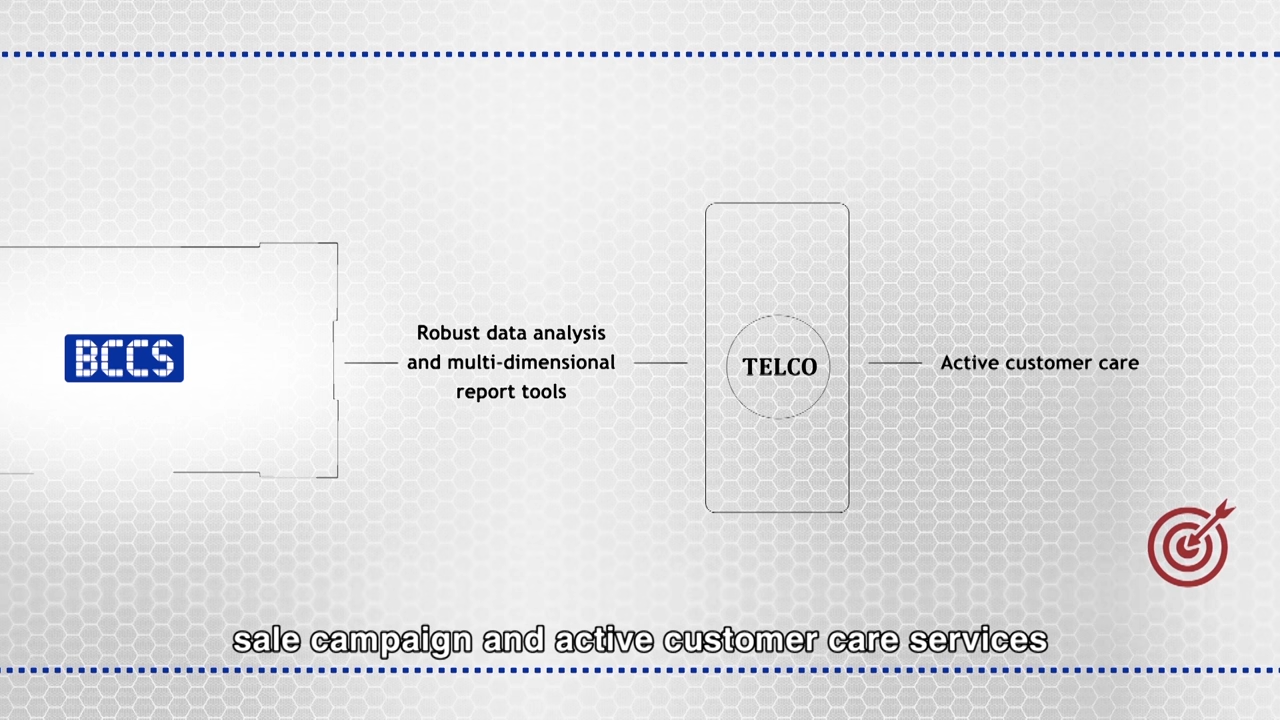 BCCS
Robust data analysis
and multi-dimensional
report tools
TELCO
Active customer care
sale campaign and active customer care services